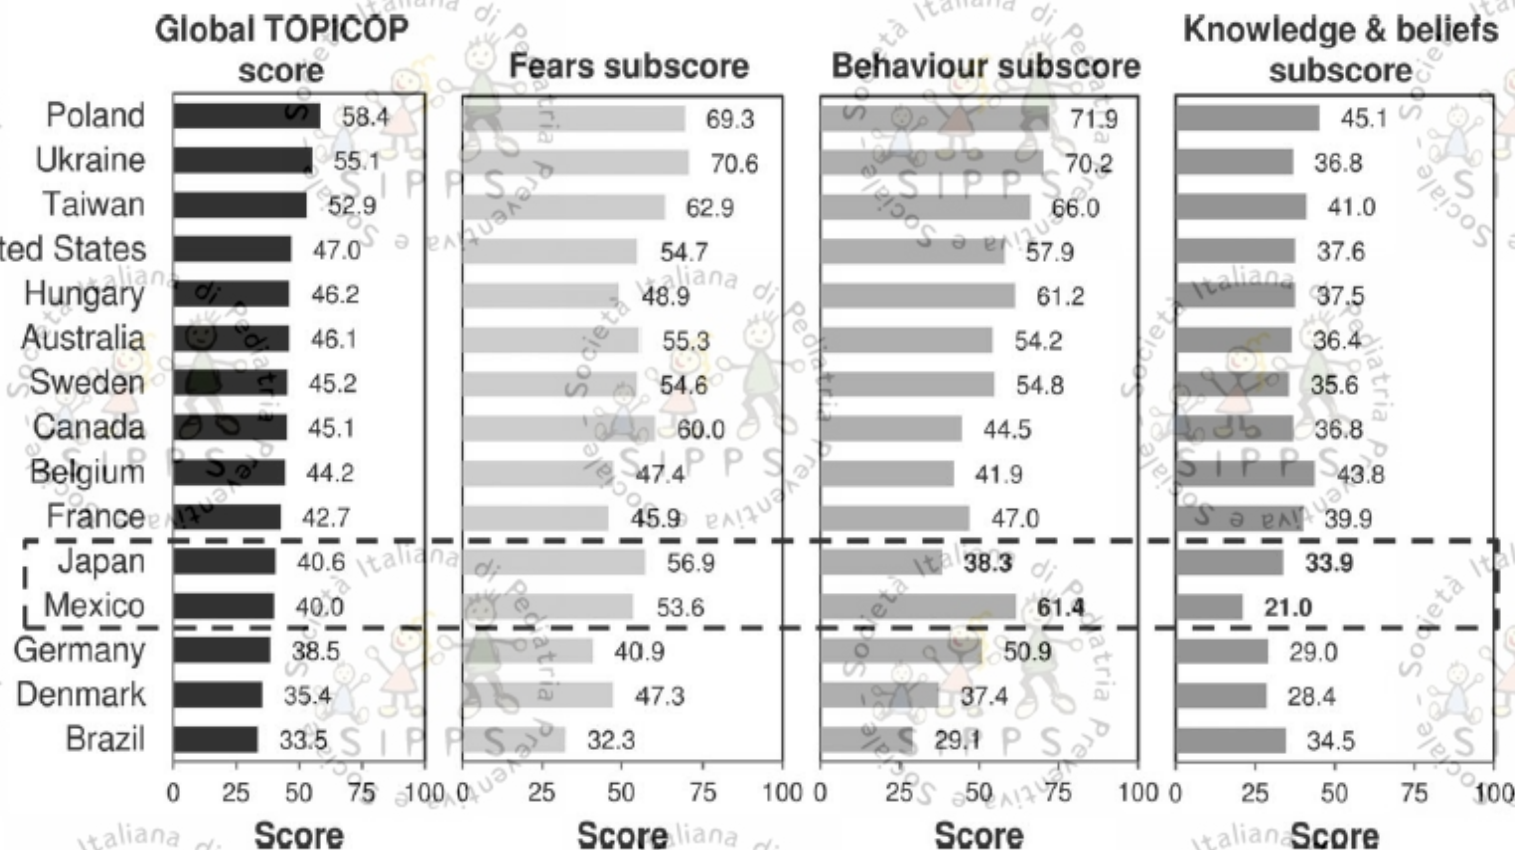 Global TOPICOP score
Fears subscore
Behaviour subscore
Knowledge & beliefs subscore
Poland 58.4 69.3 71.9 45.1
Ukraine 55.1 70.6 70.2 36.8
Taiwan 52.9 62.9 66.0 41.0
ted States 47.0 54.7 57.9 37.6
Hungary 46.2 48.9 61.2 37.5
Australia 46.1 55.3 54.2 36.4
Sweden 45.2 54.6 54.8 35.6
Canada 45.1 60.0 44.5 36.8
Belgium 44.2 47.4 41.9 43.8
France 42.7 45.9 47.0 39.9
Japan 40.6 56.9 38.3 33.9
Mexico 40.0 53.6 61.4 21.0
Germany 38.5 40.9 50.9 29.0
Denmark 35.4 47.3 37.4 28.4
Brazil 33.5 32.3 29.1 34.5
0 25 50 75 100 0 25 50 75 100 0 25 50 75 100 0 25 50 75 100
Score Score Score Score
Società Italiana di Pediatria Preventiva e Sociale
SIPPS